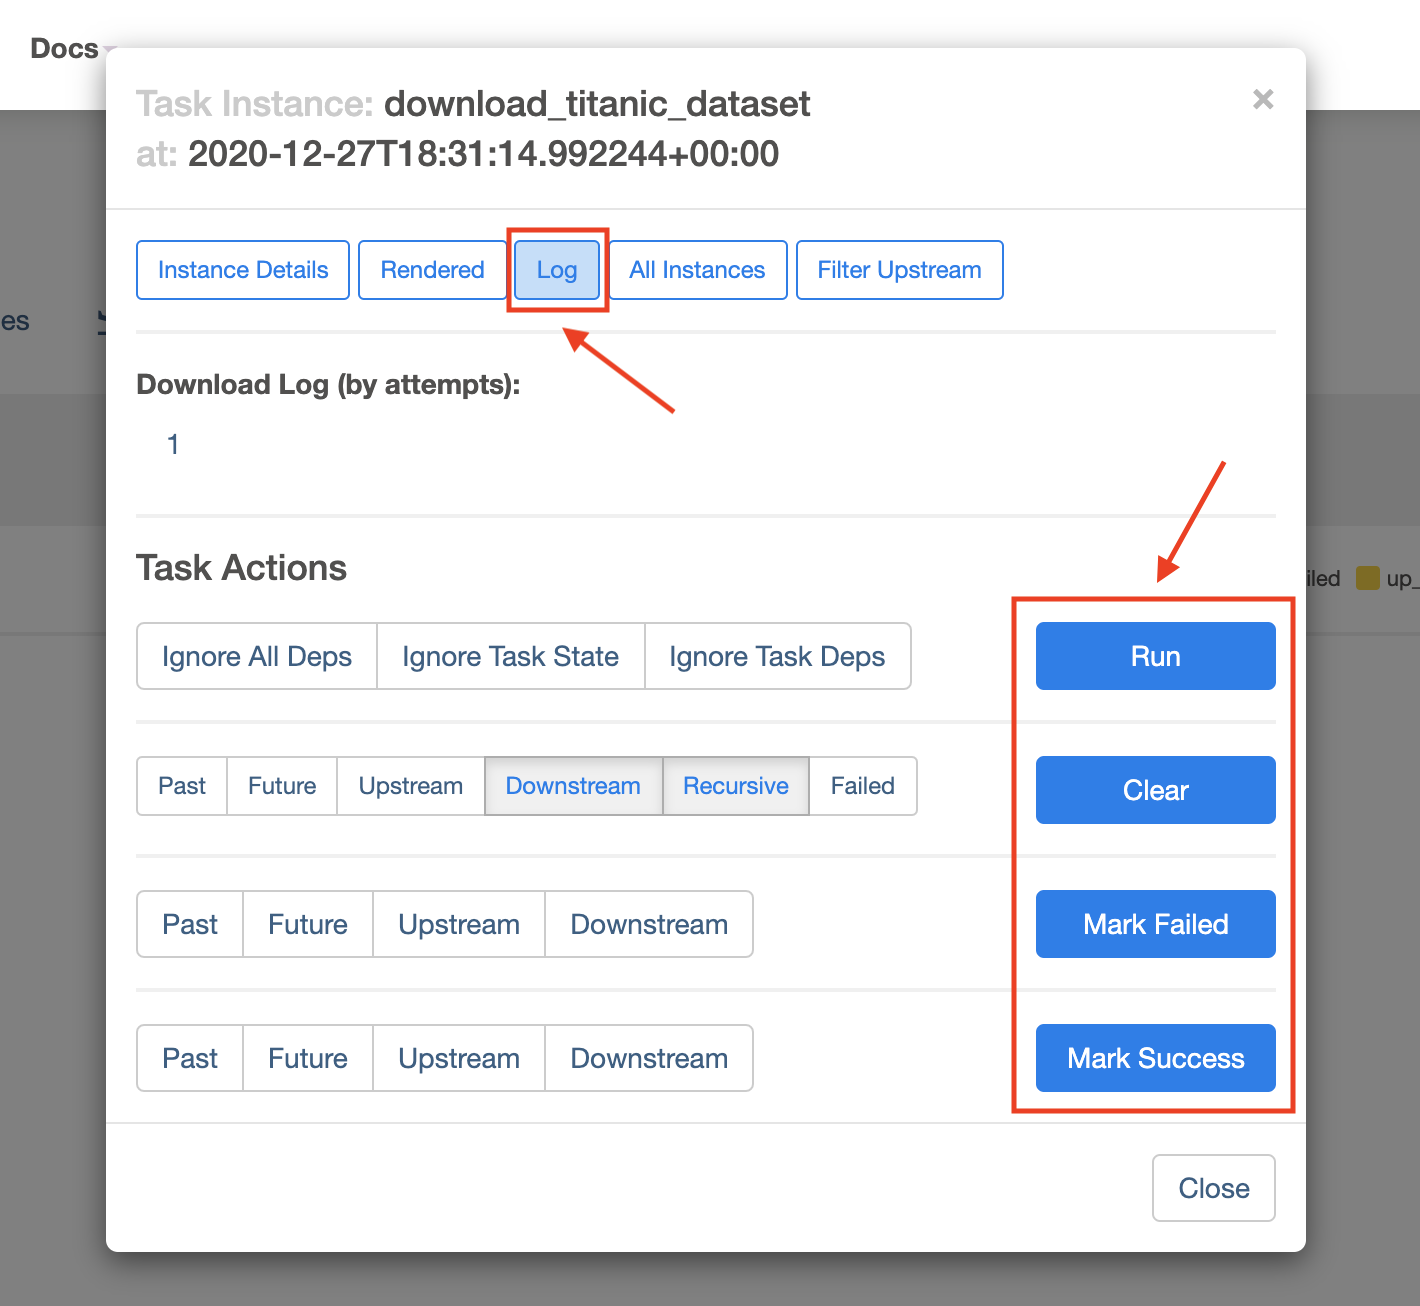 Docs
Task Instance: download_titanic_dataset
at: 2020-12-27T18:31:14.992244+00:00
×
Instance Details Rendered Log All Instances Filter Upstream
es
Download Log (by attempts):
1
Task Actions
iled up_
Ignore All Deps Ignore Task State Ignore Task Deps Run
Past Future Upstream Downstream Recursive Failed Clear
Past Future Upstream Downstream Mark Failed
Past Future Upstream Downstream Mark Success
Close